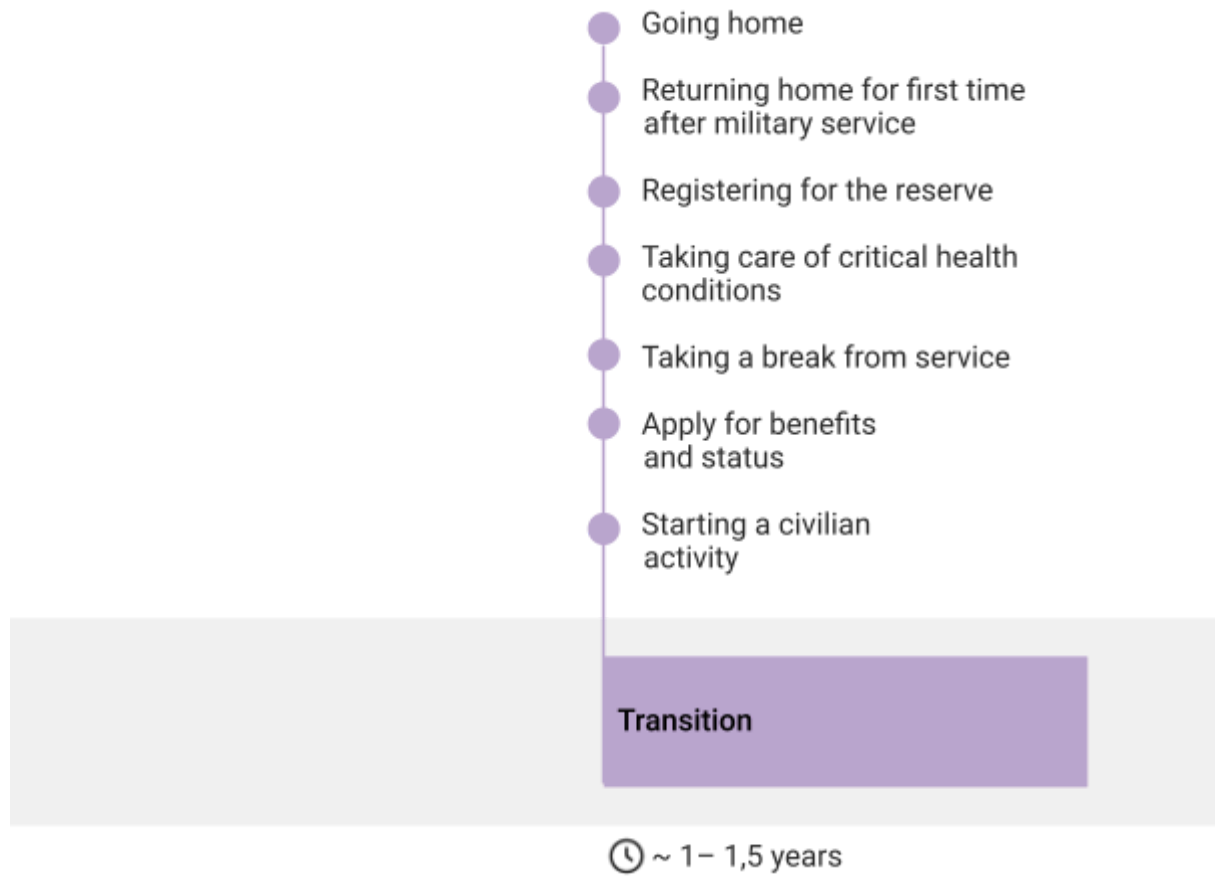 Going home
Returning home for first time
after military service
Registering for the reserve
Taking care of critical health
conditions
Taking a break from service
Apply for benefits
and status
Starting a civilian
activity
Transition
~ 1– 1,5 years